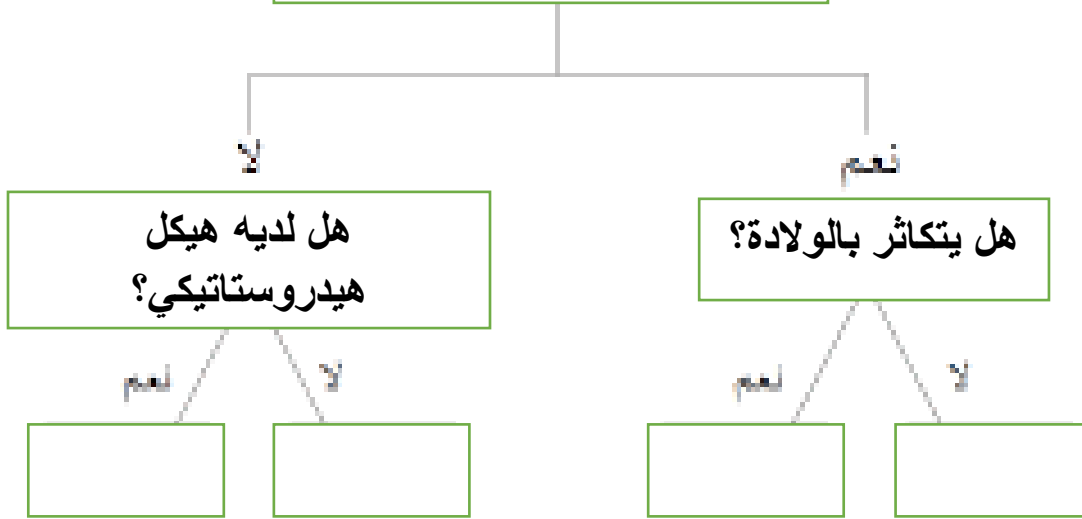 نعم
لا
هل يتكاثر بالولادة؟
هل لديه هيكل
هيدروستاتيكي؟
لا
نعم
لا
نعم